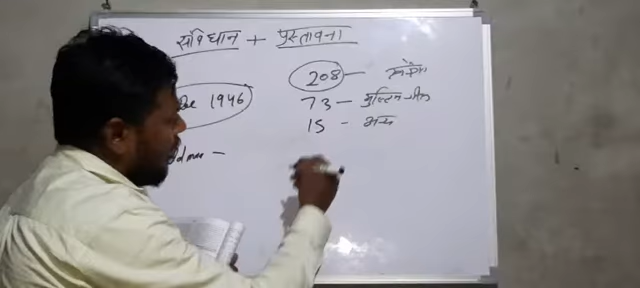 संविधान + प्रस्तावना
208 — कांग्रेस
1946
73 — मुस्लिम लीग
15 - अन्य